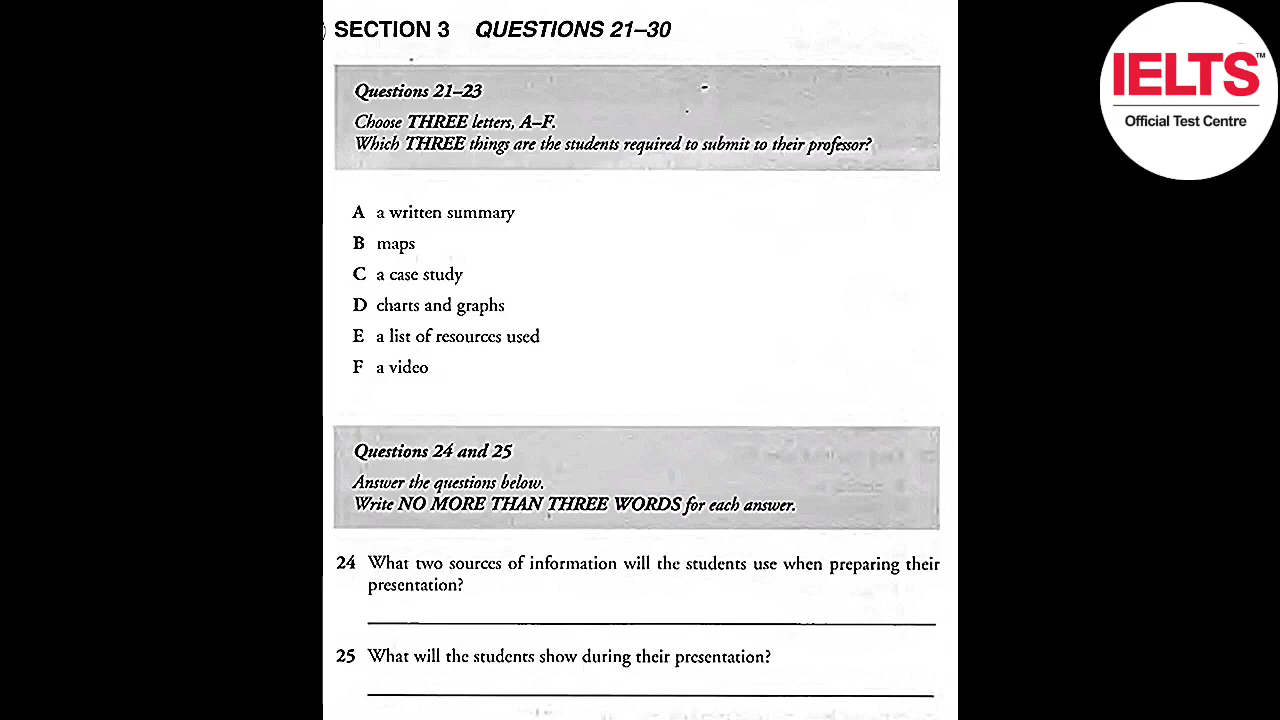 SECTION 3 QUESTIONS 21–30
Questions 21–23
Choose THREE letters, A–F.
Which THREE things are the students required to submit to their professor?
A a written summary
B maps
C a case study
D charts and graphs
E a list of resources used
F a video
Questions 24 and 25
Answer the questions below.
Write NO MORE THAN THREE WORDS for each answer.
24 What two sources of information will the students use when preparing their
presentation?
25 What will the students show during their presentation?
IELTS™
Official Test Centre